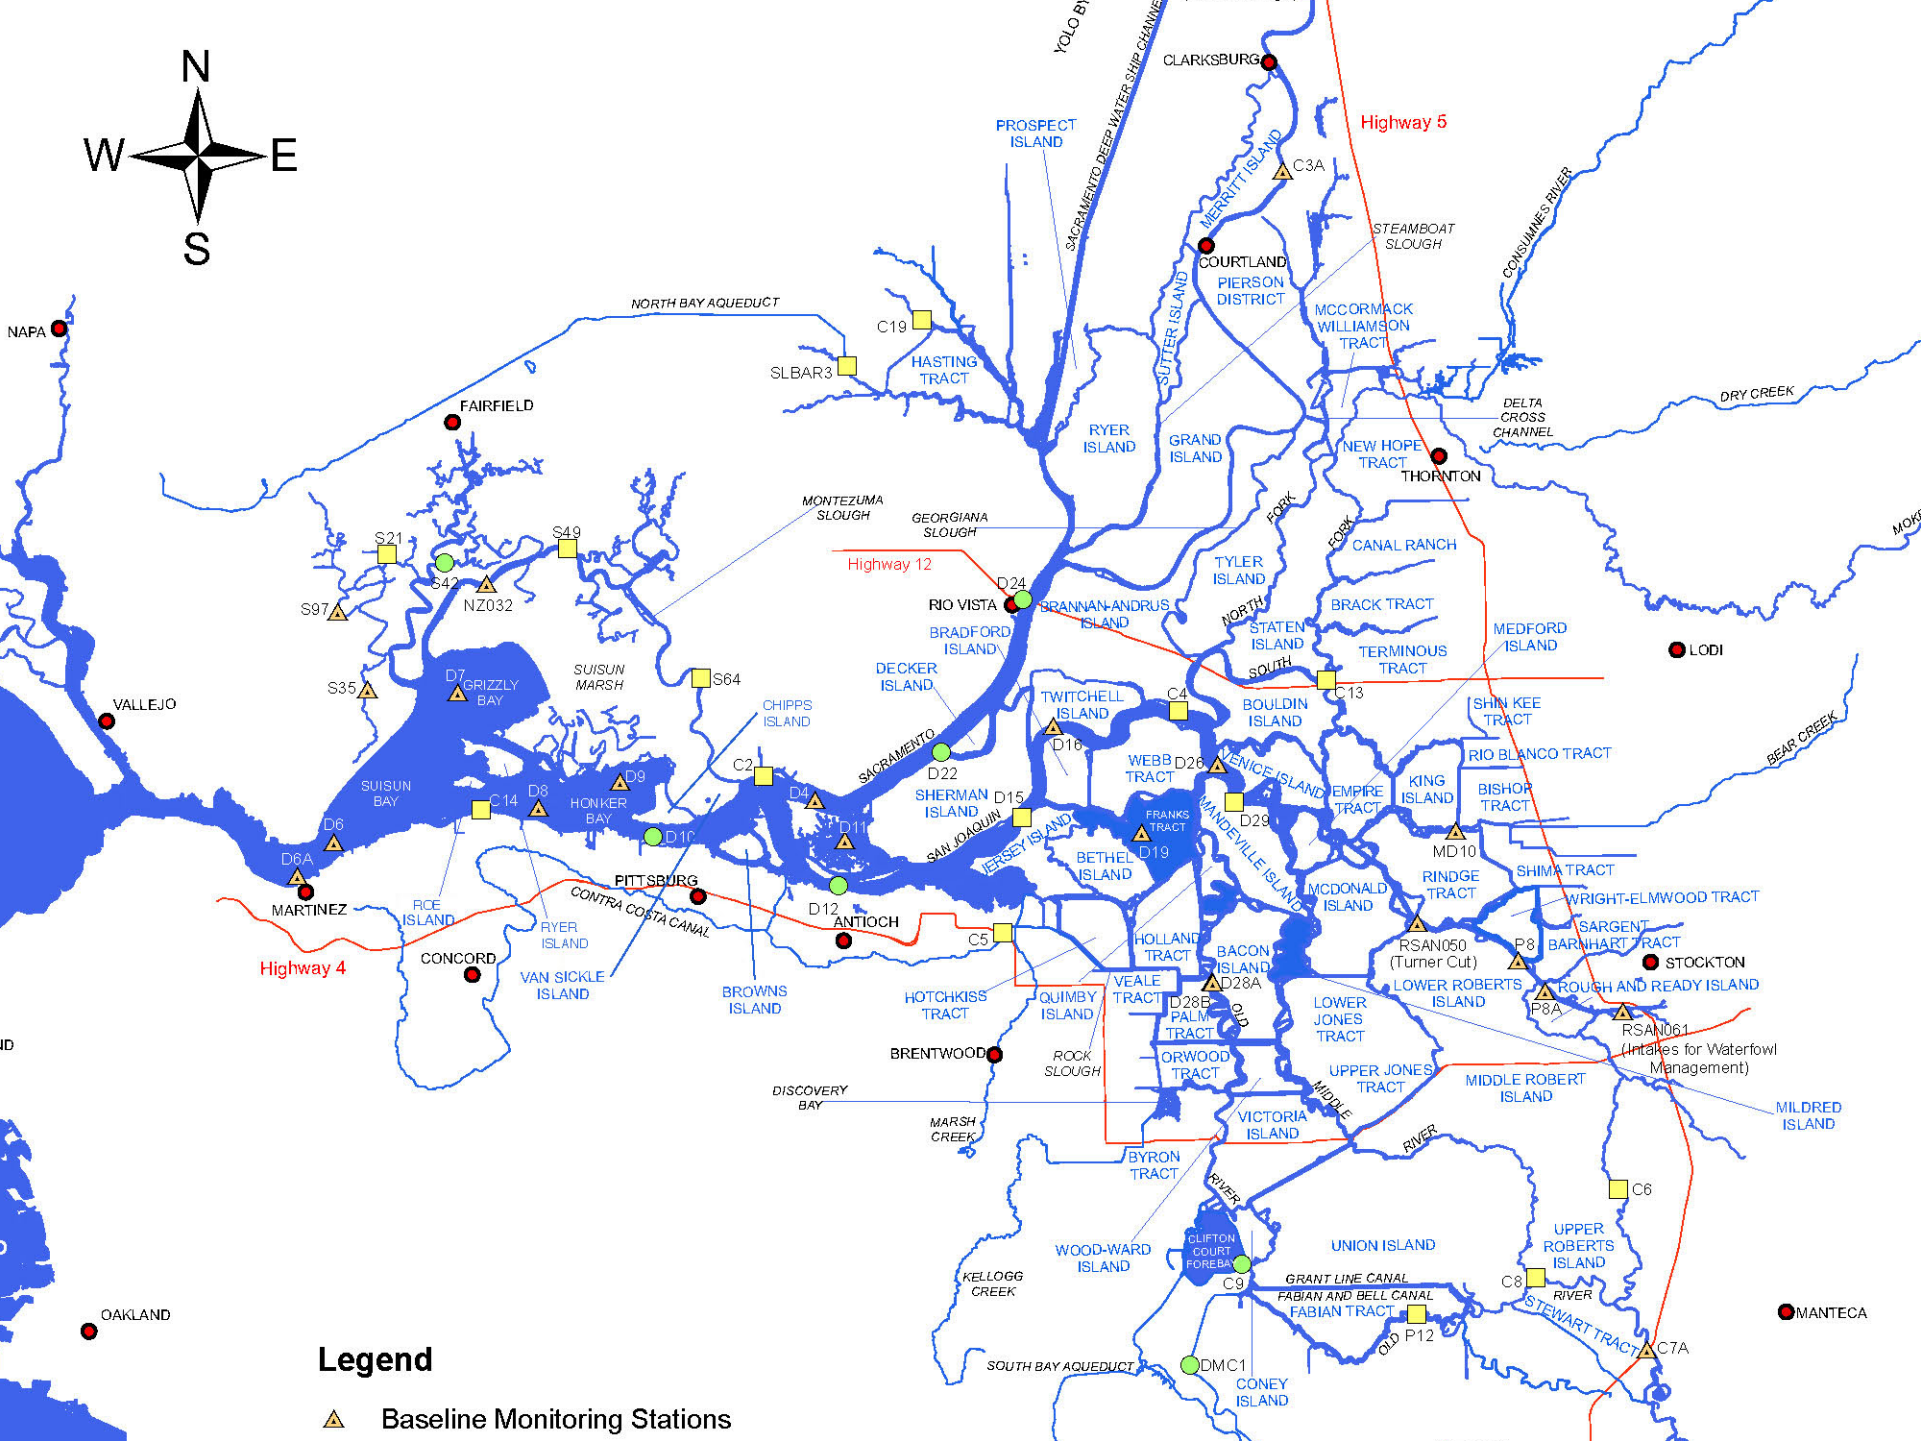 N
W
E
S
YOLO BY
SACRAMENTO DEEP WATER SHIP CHANNE
CLARKSBURG
Highway 5
PROSPECT
ISLAND
MERRITT ISLAND
C3A
CONSUMNES RIVER
STEAMBOAT
SLOUGH
COURTLAND
PIERSON
DISTRICT
SUTTER ISLAND
MCCORMACK
WILLIAMSON
TRACT
NORTH BAY AQUEDUCT
NAPA
C19
HASTING
TRACT
SLBAR3
DRY CREEK
DELTA
CROSS
CHANNEL
FAIRFIELD
RYER
ISLAND
GRAND
ISLAND
NEW HOPE
TRACT
THORNTON
MONTEZUMA
SLOUGH
GEORGIANA
SLOUGH
FORK
FORK
MOKE
S21
S49
CANAL RANCH
Highway 12
S42
NZ032
S97
D24
RIO VISTA
BRANNAN-ANDRUS
ISLAND
TYLER
ISLAND
NORTH
BRACK TRACT
BRADFORD
ISLAND
STATEN
ISLAND
MEDFORD
ISLAND
LODI
TERMINOUS
TRACT
SOUTH
DECKER
ISLAND
SUISUN
MARSH
S64
S35
D7
GRIZZLY
BAY
VALLEJO
CHIPPS
ISLAND
TWITCHELL
ISLAND
C4
C13
BOULDIN
ISLAND
SHIN KEE
TRACT
BEAR CREEK
D16
SACRAMENTO
D22
C2
WEBB
TRACT
D26
VENICE ISLAND
RIO BLANCO TRACT
KING
ISLAND
BISHOP
TRACT
EMPIRE
TRACT
SUISUN
BAY
C14
D8
D9
HONKER
BAY
D4
SHERMAN
ISLAND
D15
FRANKS
TRACT
D19
MANDEVILLE ISLAND
D29
D6
D10
D11
SAN JOAQUIN
JERSEY ISLAND
BETHEL
ISLAND
MD10
D6A
MARTINEZ
PITTSBURG
CONTRA COSTA CANAL
D12
ANTIOCH
MCDONALD
ISLAND
RINDGE
TRACT
SHIMA TRACT
WRIGHT-ELMWOOD TRACT
SARGENT
BARNHART TRACT
ROE
ISLAND
RYER
ISLAND
C5
HOLLAND
TRACT
BACON
ISLAND
RSAN050
(Turner Cut)
P8
STOCKTON
Highway 4
CONCORD
VAN SICKLE
ISLAND
BROWNS
ISLAND
HOTCHKISS
TRACT
QUIMBY
ISLAND
VEALE
TRACT
D28A
D28B
OLD
PALM
TRACT
LOWER
JONES
TRACT
LOWER ROBERTS
ISLAND
P8A
ROUGH AND READY ISLAND
RSAN061
(Intakes for Waterfowl
Management)
ND
BRENTWOOD
ROCK
SLOUGH
ORWOOD
TRACT
UPPER JONES
TRACT
MIDDLE ROBERT
ISLAND
DISCOVERY
BAY
MIDDLE
MILDRED
ISLAND
MARSH
CREEK
VICTORIA
ISLAND
RIVER
BYRON
TRACT
RIVER
C6
CLIFTON
COURT
FOREBAY
WOOD-WARD
ISLAND
UNION ISLAND
UPPER
ROBERTS
ISLAND
KELLOGG
CREEK
C9
GRANT LINE CANAL
FABIAN AND BELL CANAL
FABIAN TRACT
C8
RIVER
STEWART TRACT
P12
OLD
MANTECA
OAKLAND
C7A
SOUTH BAY AQUEDUCT
DMC1
CONEY
ISLAND
Legend
Baseline Monitoring Stations